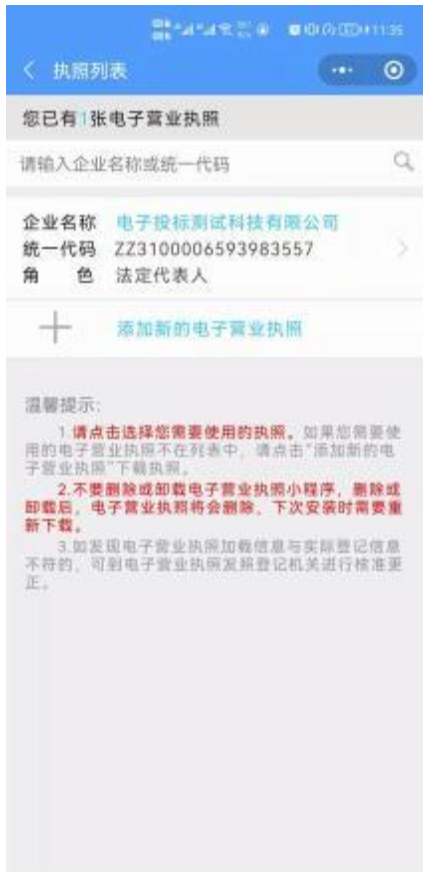 11:35
执照列表
您已有1张电子营业执照
请输入企业名称或统一代码
企业名称 电子投标测试科技有限公司
统一代码 ZZ3100006593983557
角 色 法定代表人
添加新的电子营业执照
温馨提示:
1.请点击选择您需要使用的执照。如果您需要使
用的电子营业执照不在列表中，请点击“添加新的电
子营业执照”下载执照。
2.不要删除或卸载电子营业执照小程序，删除或
卸载后，电子营业执照将会删除，下次安装时需要重
新下载。
3.如发现电子营业执照加载信息与实际登记信息
不符的，可到电子营业执照发照登记机关进行核准更
正。